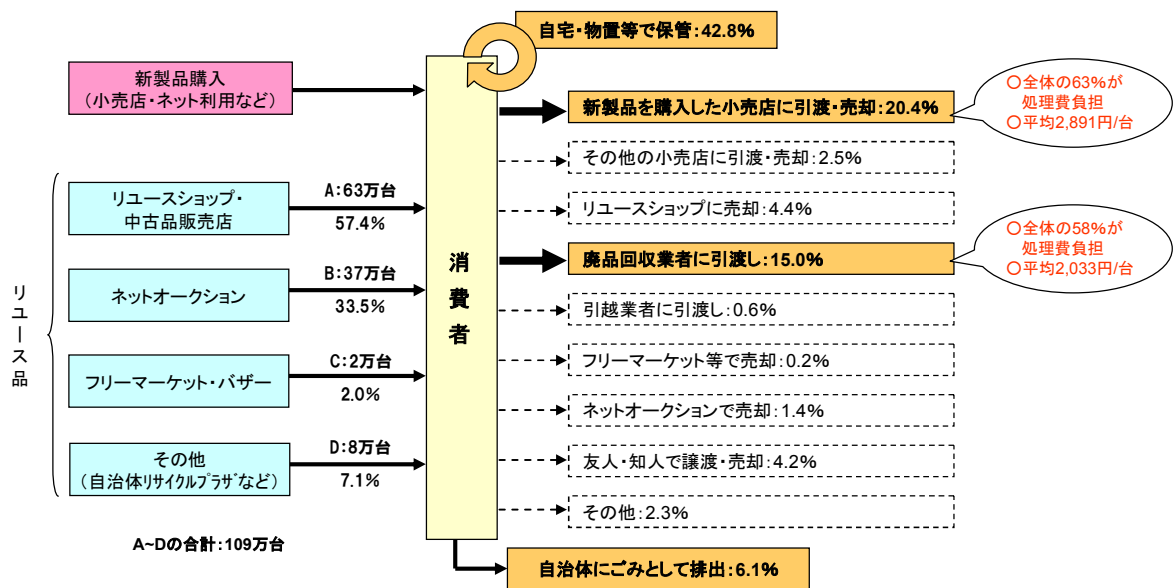 自宅・物置等で保管:42.8%
新製品購入
(小売店・ネット利用など)
新製品を購入した小売店に引渡・売却:20.4%
○全体の63%が
処理費負担
○平均2,891円/台
その他の小売店に引渡・売却:2.5%
リユース品
リユースショップ・
中古品販売店
A:63万台
57.4%
リユースショップに売却:4.4%
消費者
廃品回収業者に引渡し:15.0%
○全体の58%が
処理費負担
○平均2,033円/台
ネットオークション
B:37万台
33.5%
引越業者に引渡し:0.6%
フリーマーケット・バザー
C:2万台
2.0%
フリーマーケット等で売却:0.2%
ネットオークションで売却:1.4%
その他
(自治体ﾘｻｲｸﾙﾌﾟﾗｻﾞなど)
D:8万台
7.1%
友人・知人で譲渡・売却:4.2%
その他:2.3%
A~Dの合計:109万台
自治体にごみとして排出:6.1%